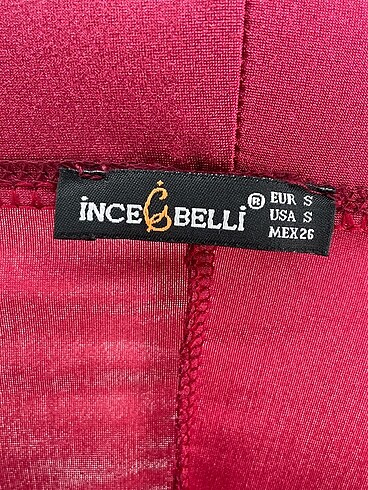 İNCE BELLİ ®
EUR S
USA S
MEX 26